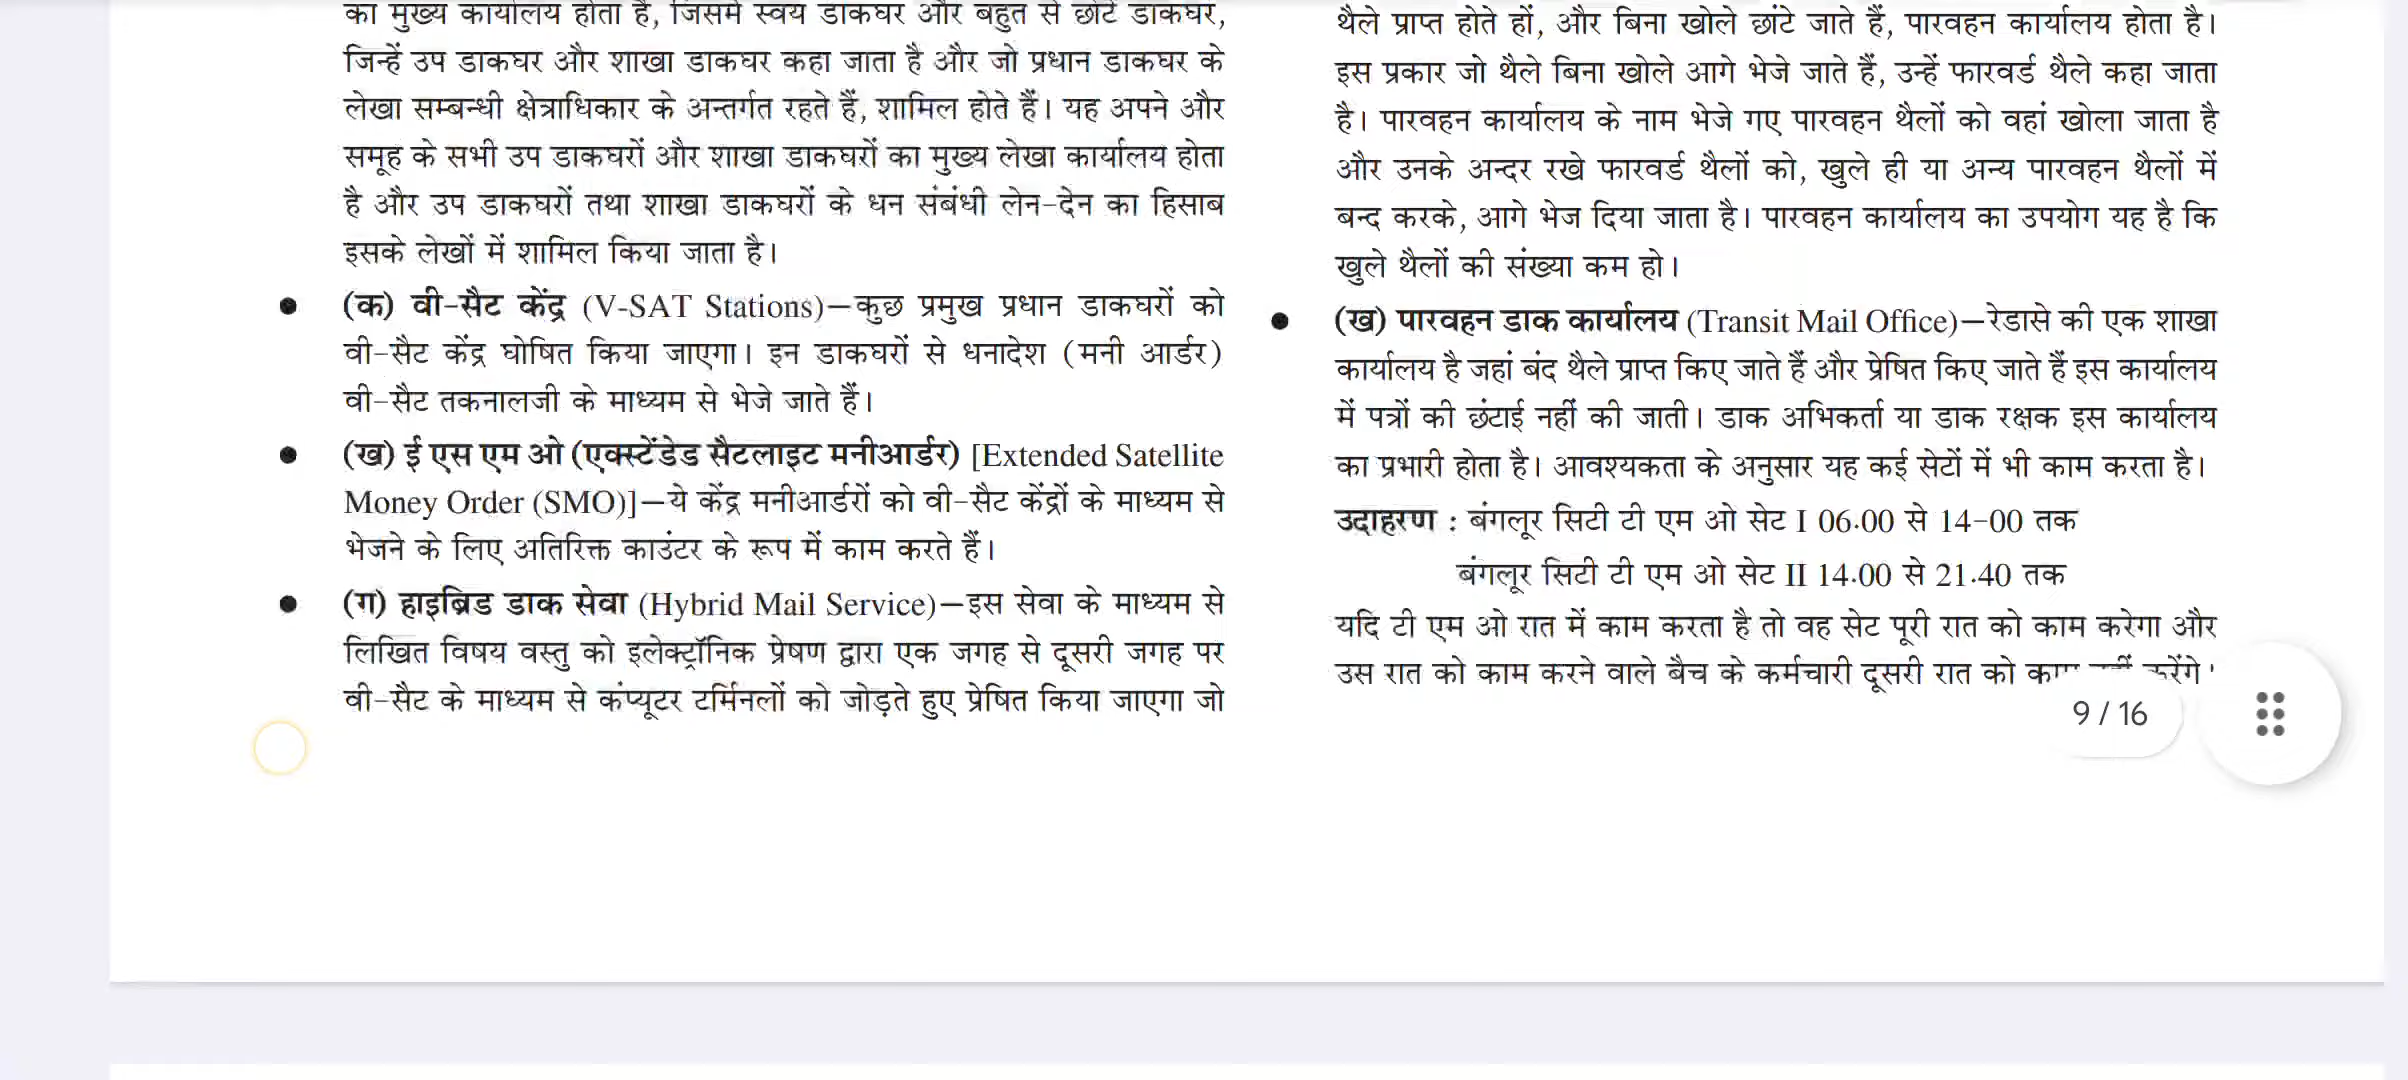 का मुख्य कार्यालय होता है, जिसमें स्वयं डाकघर और बहुत से छोटे डाकघर,
जिन्हें उप डाकघर और शाखा डाकघर कहा जाता है और जो प्रधान डाकघर के
लेखा सम्बन्धी क्षेत्राधिकार के अन्तर्गत रहते हैं, शामिल होते हैं। यह अपने और
समूह के सभी उप डाकघरों और शाखा डाकघरों का मुख्य लेखा कार्यालय होता
है और उप डाकघरों तथा शाखा डाकघरों के धन संबंधी लेन-देन का हिसाब
इसके लेखों में शामिल किया जाता है।
● (क) वी-सैट केंद्र (V-SAT Stations)—कुछ प्रमुख प्रधान डाकघरों को
वी-सैट केंद्र घोषित किया जाएगा। इन डाकघरों से धनादेश (मनी आर्डर)
वी-सैट तकनालजी के माध्यम से भेजे जाते हैं।
● (ख) ई एस एम ओ (एक्स्टेंडेड सैटलाइट मनीआर्डर) [Extended Satellite
Money Order (SMO)]—ये केंद्र मनीआर्डरों को वी-सैट केंद्रों के माध्यम से
भेजने के लिए अतिरिक्त काउंटर के रूप में काम करते हैं।
● (ग) हाइब्रिड डाक सेवा (Hybrid Mail Service)—इस सेवा के माध्यम से
लिखित विषय वस्तु को इलेक्ट्रॉनिक प्रेषण द्वारा एक जगह से दूसरी जगह पर
वी-सैट के माध्यम से कंप्यूटर टर्मिनलों को जोड़ते हुए प्रेषित किया जाएगा जो
थैले प्राप्त होते हों, और बिना खोले छांटे जाते हैं, पारवहन कार्यालय होता है।
इस प्रकार जो थैले बिना खोले आगे भेजे जाते हैं, उन्हें फारवर्ड थैले कहा जाता
है। पारवहन कार्यालय के नाम भेजे गए पारवहन थैलों को वहां खोला जाता है
और उनके अन्दर रखे फारवर्ड थैलों को, खुले ही या अन्य पारवहन थैलों में
बन्द करके, आगे भेज दिया जाता है। पारवहन कार्यालय का उपयोग यह है कि
खुले थैलों की संख्या कम हो।
● (ख) पारवहन डाक कार्यालय (Transit Mail Office)—रेडासे की एक शाखा
कार्यालय है जहां बंद थैले प्राप्त किए जाते हैं और प्रेषित किए जाते हैं इस कार्यालय
में पत्रों की छंटाई नहीं की जाती। डाक अभिकर्ता या डाक रक्षक इस कार्यालय
का प्रभारी होता है। आवश्यकता के अनुसार यह कई सेटों में भी काम करता है।
उदाहरण : बंगलूर सिटी टी एम ओ सेट I 06.00 से 14-00 तक
बंगलूर सिटी टी एम ओ सेट II 14.00 से 21.40 तक
यदि टी एम ओ रात में काम करता है तो वह सेट पूरी रात को काम करेगा और
उस रात को काम करने वाले बैच के कर्मचारी दूसरी रात को करेंगे।
9 / 16